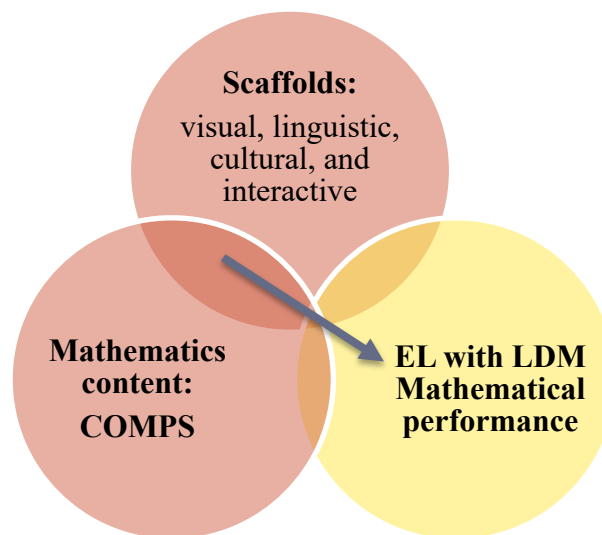 Scaffolds:
visual, linguistic,
cultural, and
interactive
Mathematics
content:
COMPS
EL with LDM
Mathematical
performance